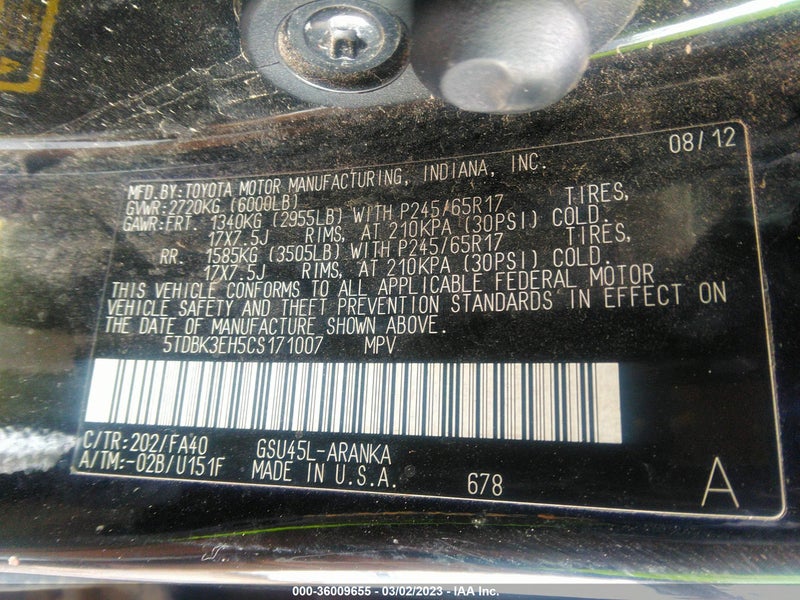 08/12
MFD.BY:TOYOTA MOTOR MANUFACTURING, INDIANA, INC.
GVWR:2720KG (6000LB)
GAWR:FRT. 1340KG (2955LB) WITH P245/65R17 TIRES,
17X7.5J RIMS, AT 210KPA (30PSI) COLD.
RR. 1585KG (3505LB) WITH P245/65R17 TIRES,
17X7.5J RIMS, AT 210KPA (30PSI) COLD.
THIS VEHICLE CONFORMS TO ALL APPLICABLE FEDERAL MOTOR
VEHICLE SAFETY AND THEFT PREVENTION STANDARDS IN EFFECT ON
THE DATE OF MANUFACTURE SHOWN ABOVE.
5TDBK3EH5CS171007 MPV
C/TR:202/FA40 GSU45L-ARANKA
A/TM:-02B/U151F MADE IN U.S.A. 678 A
000-36009655 - 03/02/2023 - IAA Inc.